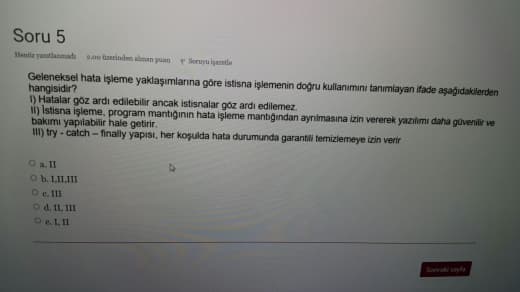 Soru 5
Henüz yanıtlanmadı 2,00 üzerinden alınan puan Soruyu işaretle
Geleneksel hata işleme yaklaşımlarına göre istisna işlemenin doğru kullanımını tanımlayan ifade aşağıdakilerden
hangisidir?
I) Hatalar göz ardı edilebilir ancak istisnalar göz ardı edilemez.
II) İstisna işleme, program mantığının hata işleme mantığından ayrılmasına izin vererek yazılımı daha güvenilir ve
bakımı yapılabilir hale getirir.
III) try - catch – finally yapısı, her koşulda hata durumunda garantili temizlemeye izin verir
a. II
b. I,II,III
c. III
d. II, III
e. I, II
Sonraki sayfa